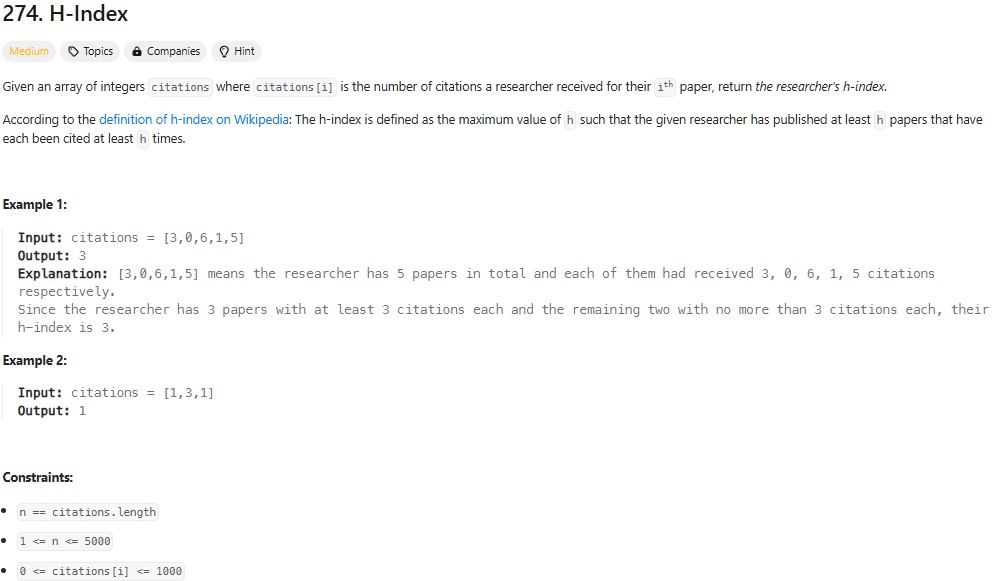 274. H-Index
Medium Topics Companies Hint
Given an array of integers citations where citations[i] is the number of citations a researcher received for their ith paper, return the researcher's h-index.
According to the definition of h-index on Wikipedia: The h-index is defined as the maximum value of h such that the given researcher has published at least h papers that have
each been cited at least h times.
Example 1:
Input: citations = [3,0,6,1,5]
Output: 3
Explanation: [3,0,6,1,5] means the researcher has 5 papers in total and each of them had received 3, 0, 6, 1, 5 citations
respectively.
Since the researcher has 3 papers with at least 3 citations each and the remaining two with no more than 3 citations each, their
h-index is 3.
Example 2:
Input: citations = [1,3,1]
Output: 1
Constraints:
• n == citations.length
• 1 <= n <= 5000
• 0 <= citations[i] <= 1000